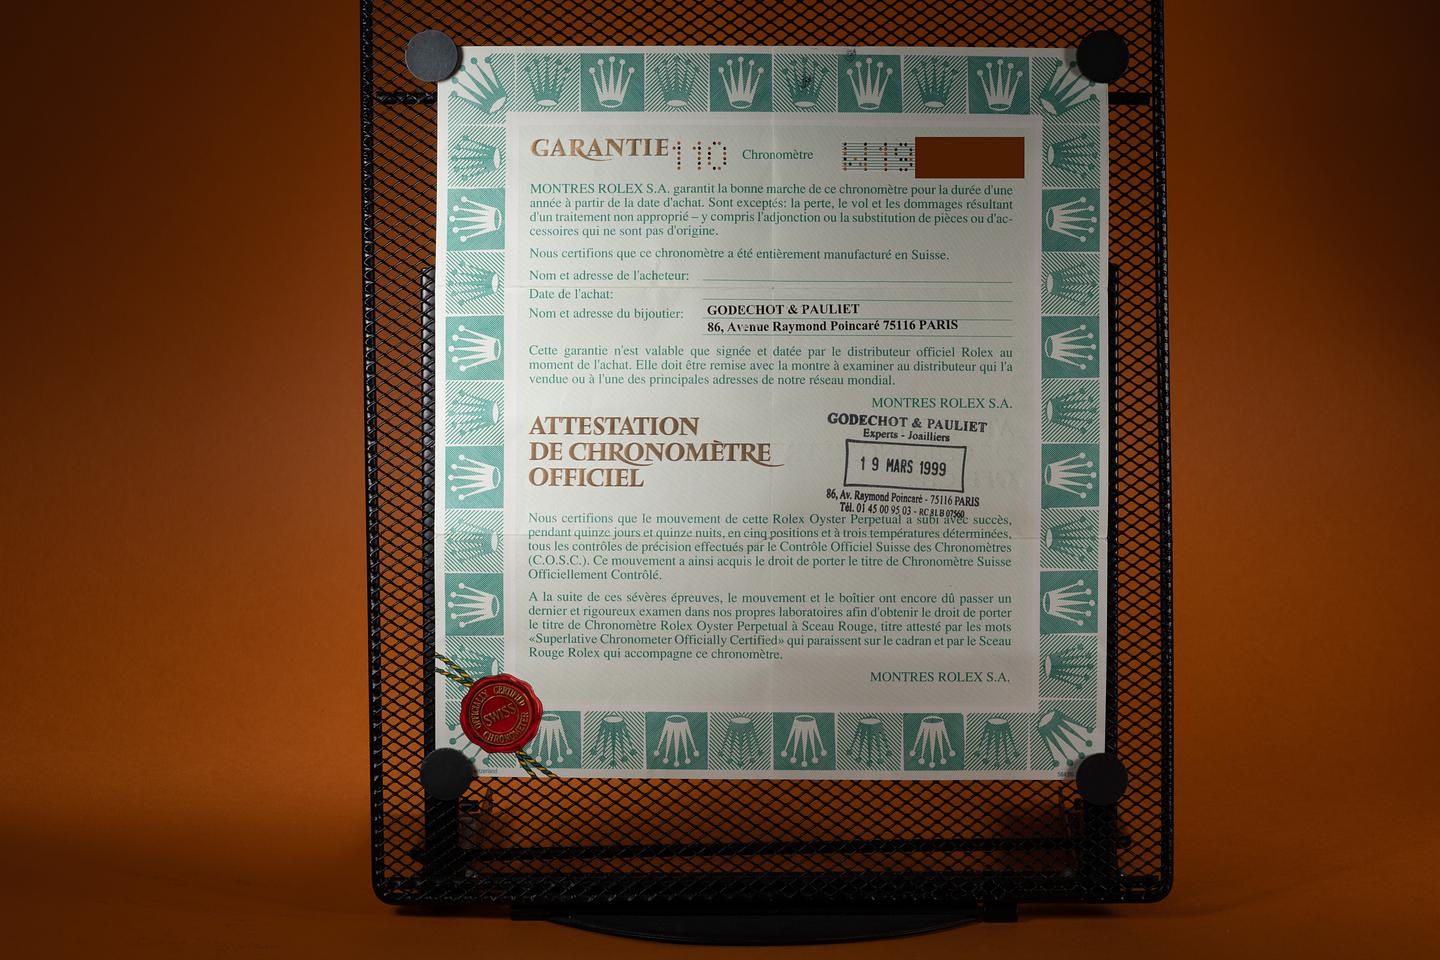 GARANTIE 110 Chronomètre
MONTRES ROLEX S.A. garantit la bonne marche de ce chronomètre pour la durée d'une
année à partir de la date d'achat. Sont exceptés: la perte, le vol et les dommages résultant
d'un traitement non approprié – y compris l'adjonction ou la substitution de pièces ou d'ac-
cessoires qui ne sont pas d'origine.
Nous certifions que ce chronomètre a été entièrement manufacturé en Suisse.
Nom et adresse de l'acheteur:
Date de l'achat:
Nom et adresse du bijoutier: GODECHOT & PAULIET
86, Avenue Raymond Poincaré 75116 PARIS
Cette garantie n'est valable que signée et datée par le distributeur officiel Rolex au
moment de l'achat. Elle doit être remise avec la montre à examiner au distributeur qui l'a
vendue ou à l'une des principales adresses de notre réseau mondial.
MONTRES ROLEX S.A.
GODECHOT & PAULIET
Experts - Joailliers
19 MARS 1999
86, Av. Raymond Poincaré - 75116 PARIS
Tél. 01 45 00 95 03 - RC 81 B 07560
ATTESTATION
DE CHRONOMÈTRE
OFFICIEL
Nous certifions que le mouvement de cette Rolex Oyster Perpetual a subi avec succès,
pendant quinze jours et quinze nuits, en cinq positions et à trois températures déterminées,
tous les contrôles de précision effectués par le Contrôle Officiel Suisse des Chronomètres
(C.O.S.C.). Ce mouvement a ainsi acquis le droit de porter le titre de Chronomètre Suisse
Officiellement Contrôlé.
A la suite de ces sévères épreuves, le mouvement et le boîtier ont encore dû passer un
dernier et rigoureux examen dans nos propres laboratoires afin d'obtenir le droit de porter
le titre de Chronomètre Rolex Oyster Perpetual à Sceau Rouge, titre attesté par les mots
«Superlative Chronometer Officially Certified» qui paraissent sur le cadran et par le Sceau
Rouge Rolex qui accompagne ce chronomètre.
MONTRES ROLEX S.A.
OFFICIALLY CERTIFIED
SWISS
CHRONOMETER